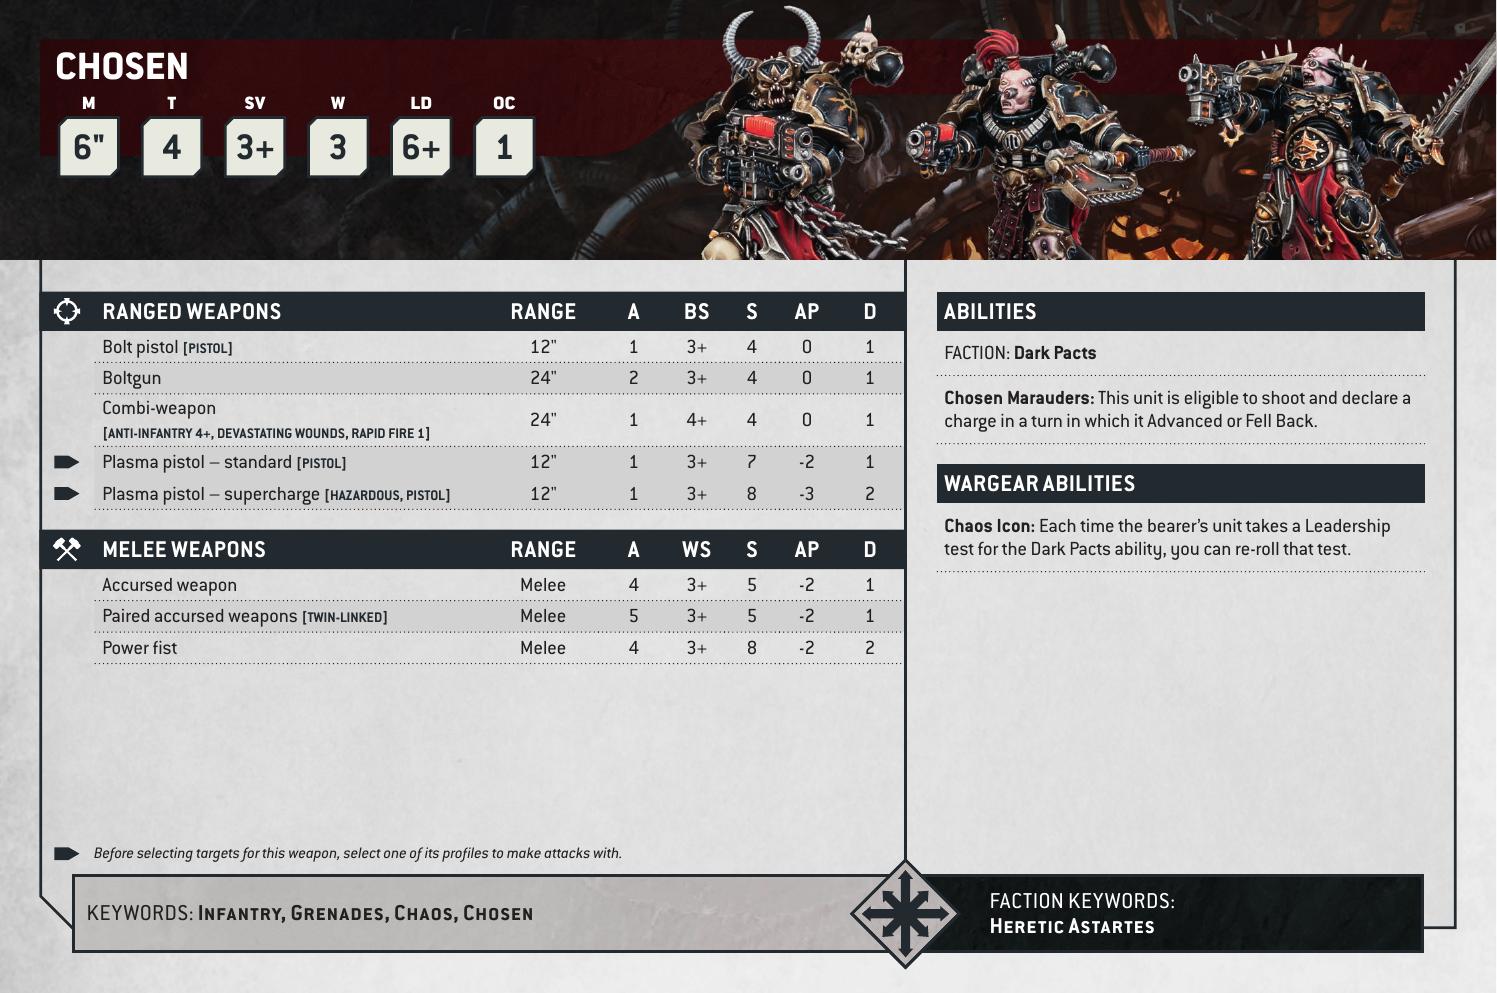 CHOSEN
M T SV W LD OC
6" 4 3+ 3 6+ 1
RANGED WEAPONS RANGE A BS S AP D
Bolt pistol [PISTOL] 12" 1 3+ 4 0 1
Boltgun 24" 2 3+ 4 0 1
Combi-weapon
[ANTI-INFANTRY 4+, DEVASTATING WOUNDS, RAPID FIRE 1] 24" 1 4+ 4 0 1
Plasma pistol – standard [PISTOL] 12" 1 3+ 7 -2 1
Plasma pistol – supercharge [HAZARDOUS, PISTOL] 12" 1 3+ 8 -3 2
MELEE WEAPONS RANGE A WS S AP D
Accursed weapon Melee 4 3+ 5 -2 1
Paired accursed weapons [TWIN-LINKED] Melee 5 3+ 5 -2 1
Power fist Melee 4 3+ 8 -2 2
Before selecting targets for this weapon, select one of its profiles to make attacks with.
ABILITIES
FACTION: Dark Pacts
Chosen Marauders: This unit is eligible to shoot and declare a
charge in a turn in which it Advanced or Fell Back.
WARGEAR ABILITIES
Chaos Icon: Each time the bearer's unit takes a Leadership
test for the Dark Pacts ability, you can re-roll that test.
KEYWORDS: INFANTRY, GRENADES, CHAOS, CHOSEN
FACTION KEYWORDS:
HERETIC ASTARTES